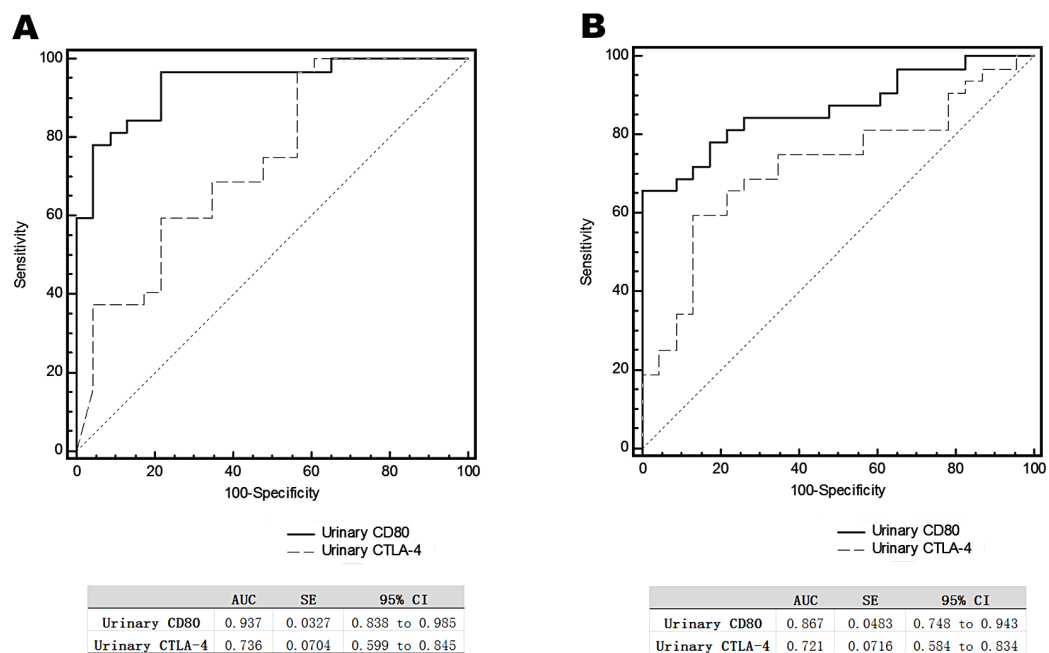 A
Sensitivity
100
80
60
40
20
0
0 20 40 60 80 100
100-Specificity
Urinary CD80
Urinary CTLA-4
AUC SE 95% CI
Urinary CD80 0.937 0.0327 0.838 to 0.985
Urinary CTLA-4 0.736 0.0704 0.599 to 0.845
B
Sensitivity
100
80
60
40
20
0
0 20 40 60 80 100
100-Specificity
Urinary CD80
Urinary CTLA-4
AUC SE 95% CI
Urinary CD80 0.867 0.0483 0.748 to 0.943
Urinary CTLA-4 0.721 0.0716 0.584 to 0.834